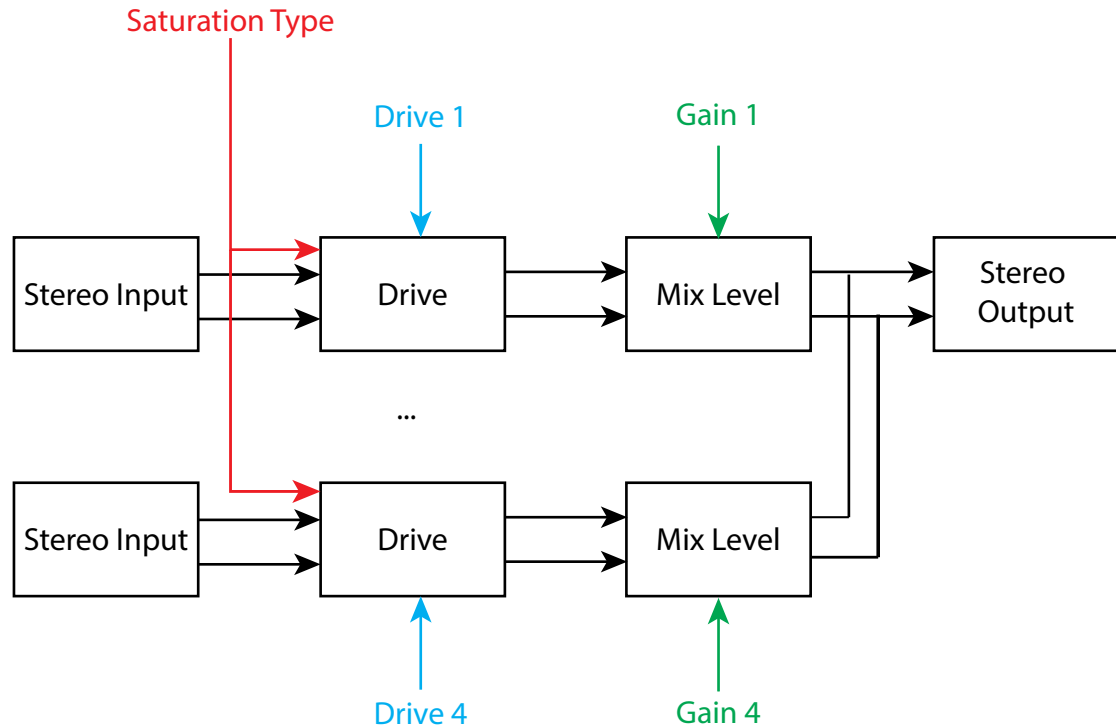 Saturation Type
Drive 1
Gain 1
Stereo Input
Drive
Mix Level
Stereo
Output
...
Stereo Input
Drive
Mix Level
Drive 4
Gain 4